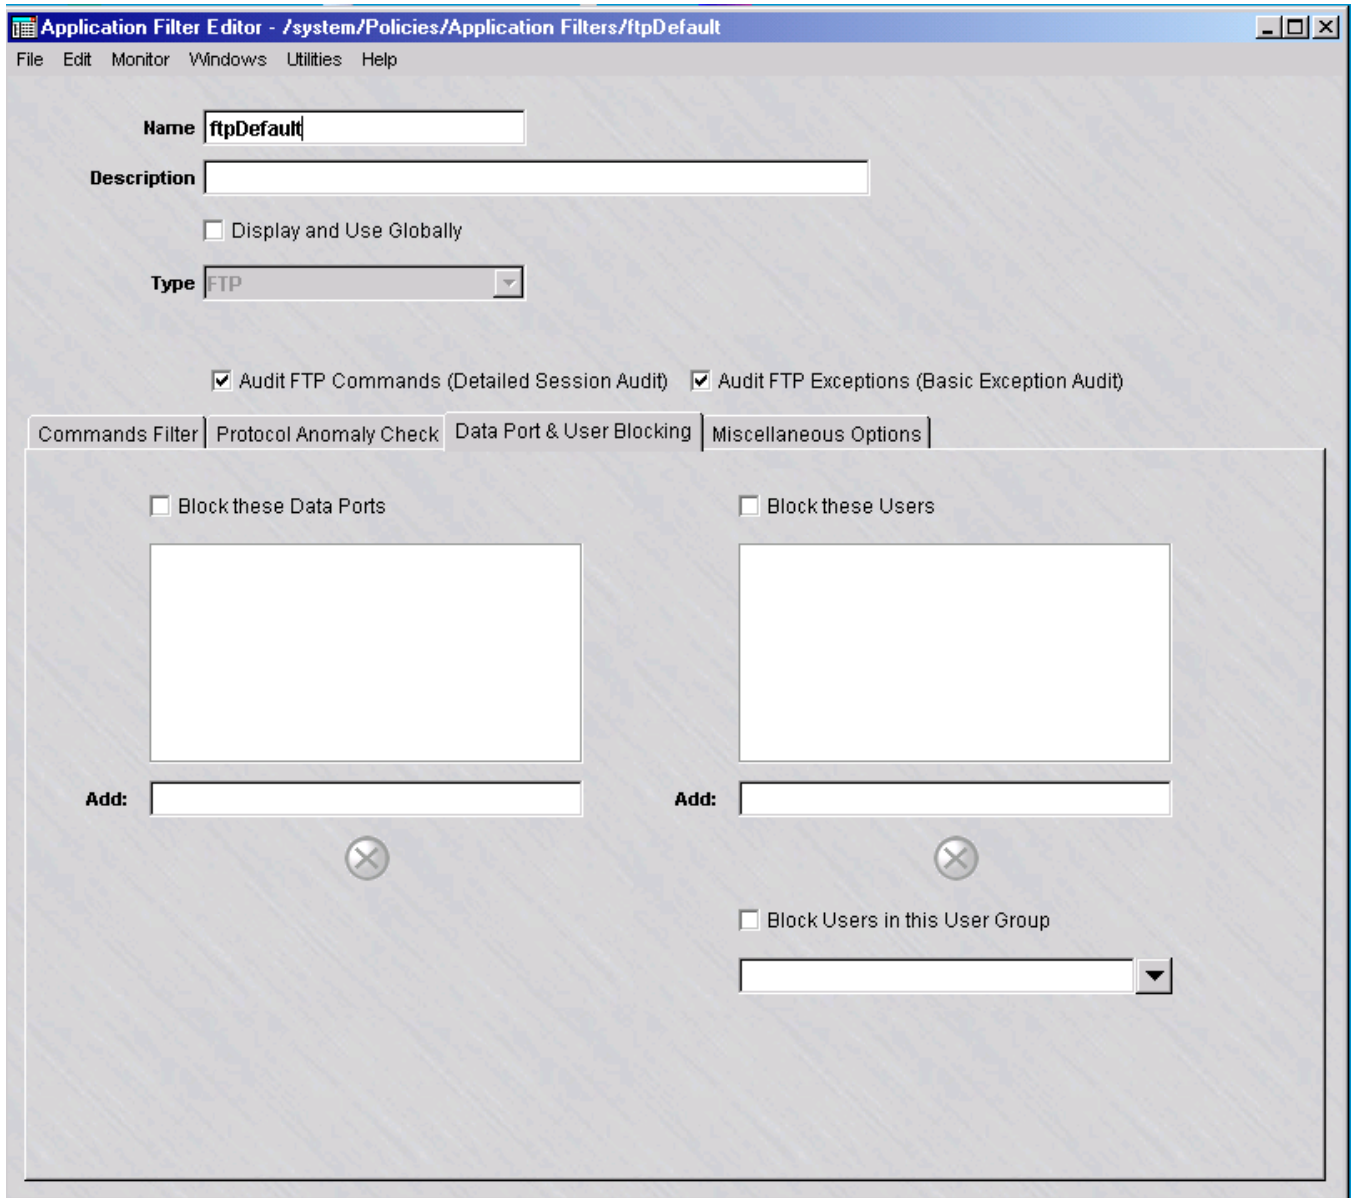 Application Filter Editor - /system/Policies/Application Filters/ftpDefault
File Edit Monitor Windows Utilities Help
Name ftpDefault
Description
Display and Use Globally
Type FTP
Audit FTP Commands (Detailed Session Audit) Audit FTP Exceptions (Basic Exception Audit)
Commands Filter Protocol Anomaly Check Data Port & User Blocking Miscellaneous Options
Block these Data Ports Block these Users
Add: Add:
Block Users in this User Group